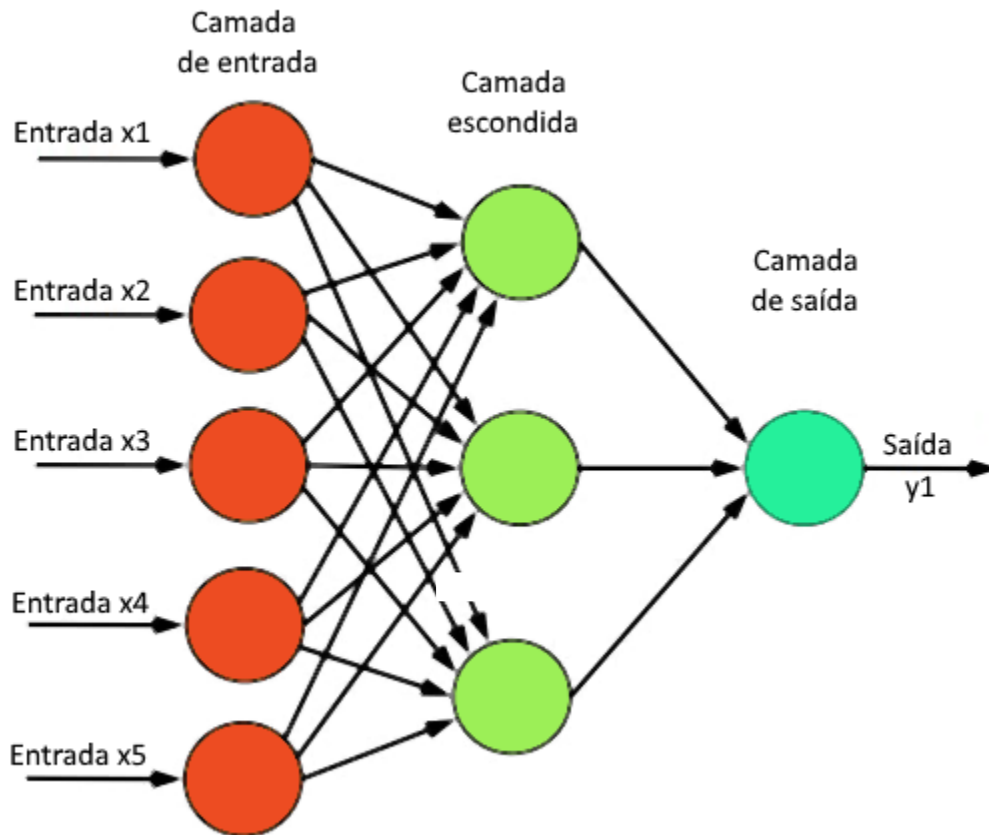 Camada
de entrada
Camada
escondida
Camada
de saída
Entrada x1
Entrada x2
Entrada x3
Entrada x4
Entrada x5
Saída
y1